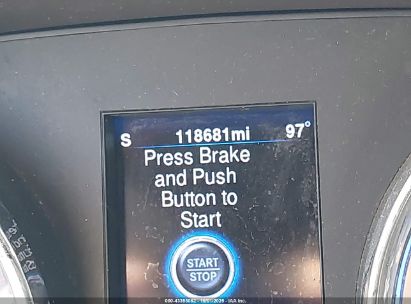 S 118681mi 97°
Press Brake
and Push
Button to
Start
START
STOP